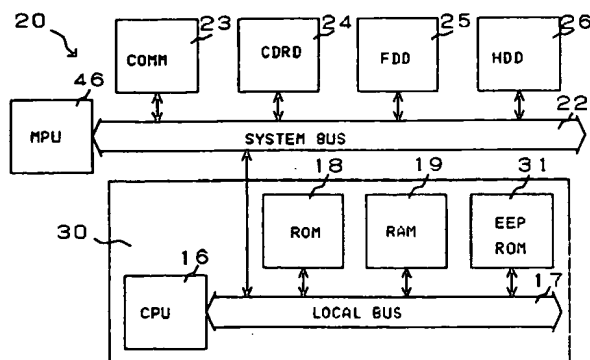 20
23
24
25
26
COMM
CDRD
FDD
HDD
46
22
MPU
SYSTEM BUS
18
19
31
30
ROM
RAM
EEP
ROM
16
17
CPU
LOCAL BUS